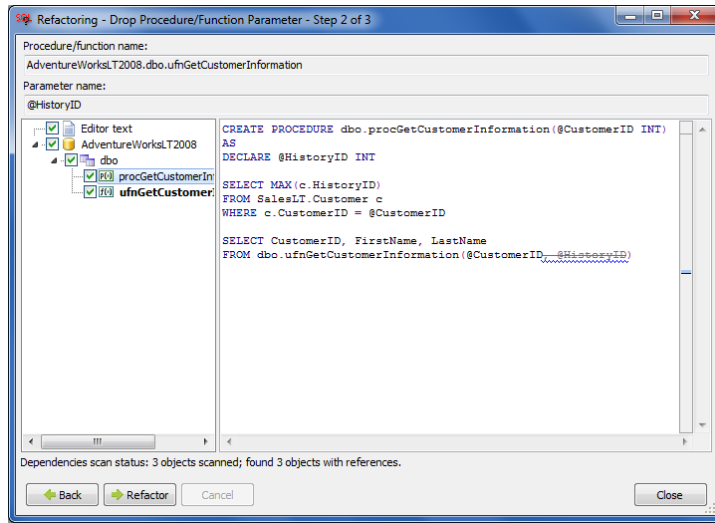 Refactoring - Drop Procedure/Function Parameter - Step 2 of 3
Procedure/function name:
AdventureWorksLT2008.dbo.ufnGetCustomerInformation
Parameter name:
@HistoryID
Editor text
AdventureWorksLT2008
dbo
procGetCustomerIn
ufnGetCustomer
CREATE PROCEDURE dbo.procGetCustomerInformation(@CustomerID INT)
AS
DECLARE @HistoryID INT
SELECT MAX(c.HistoryID)
FROM SalesLT.Customer c
WHERE c.CustomerID = @CustomerID
SELECT CustomerID, FirstName, LastName
FROM dbo.ufnGetCustomerInformation(@CustomerID, @HistoryID)
Dependencies scan status: 3 objects scanned; found 3 objects with references.
Back
Refactor
Cancel
Close